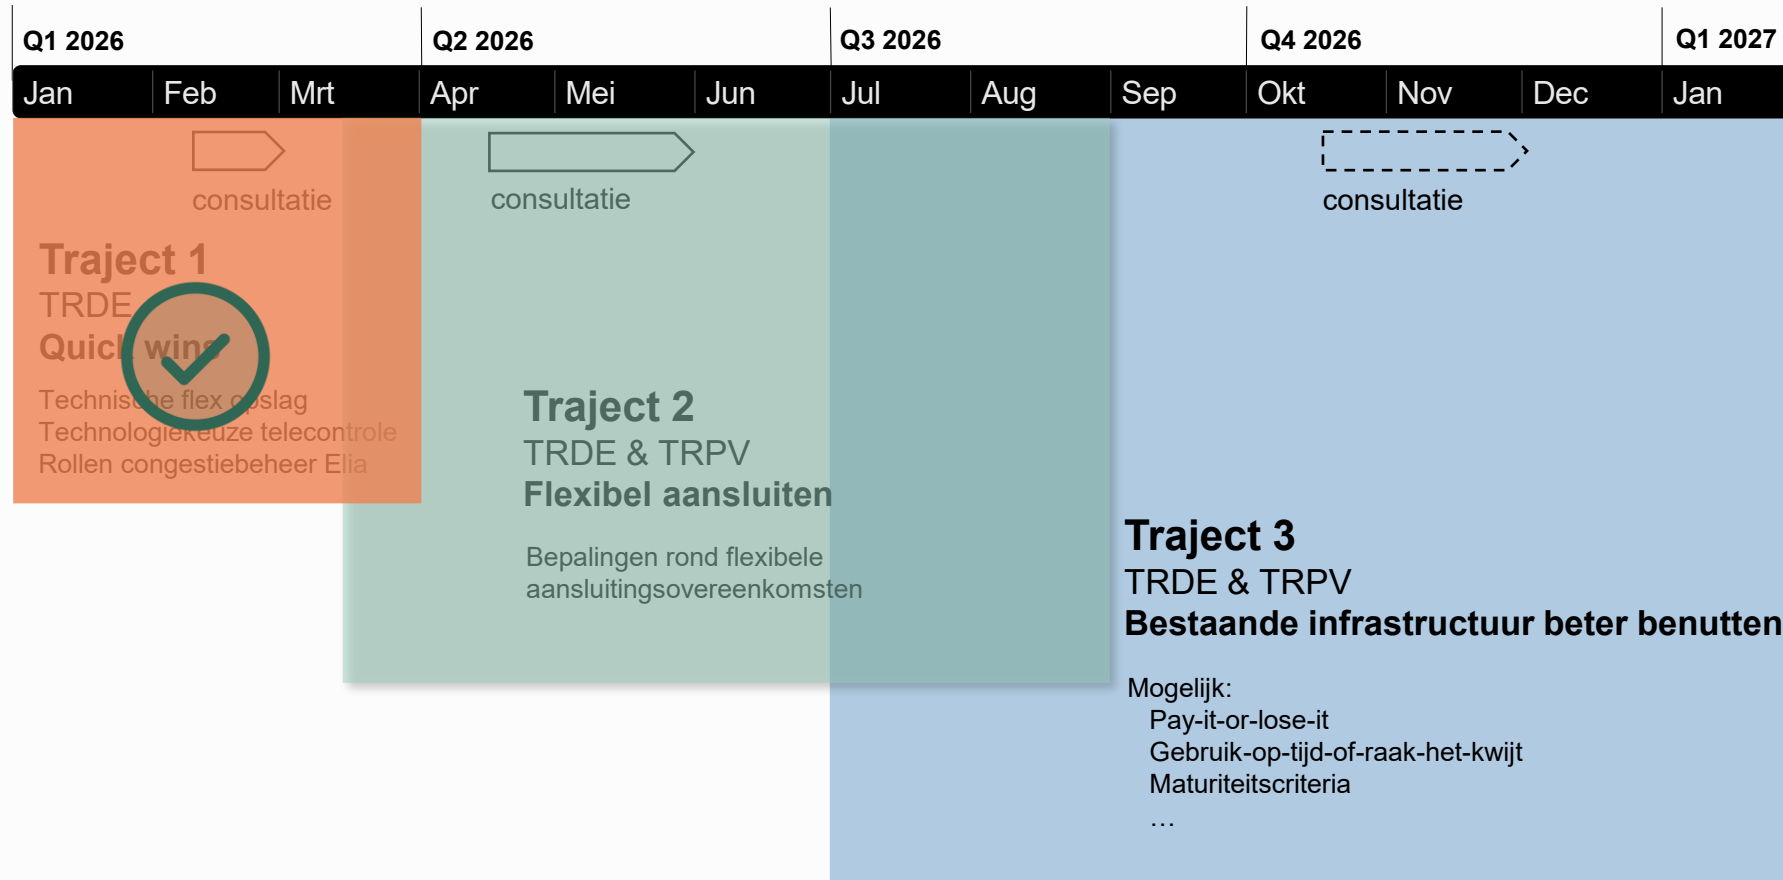 Q1 2026 Q2 2026 Q3 2026 Q4 2026 Q1 2027
Jan Feb Mrt Apr Mei Jun Jul Aug Sep Okt Nov Dec Jan
consultatie consultatie consultatie
Traject 1
TRDE
Quick wins
Technische flex opslag
Technologiekeuze telecontrole
Rollen congestiebeheer Elia
Traject 2
TRDE & TRPV
Flexibel aansluiten
Bepalingen rond flexibele
aansluitingsovereenkomsten
Traject 3
TRDE & TRPV
Bestaande infrastructuur beter benutten
Mogelijk:
Pay-it-or-lose-it
Gebruik-op-tijd-of-raak-het-kwijt
Maturiteitscriteria
…